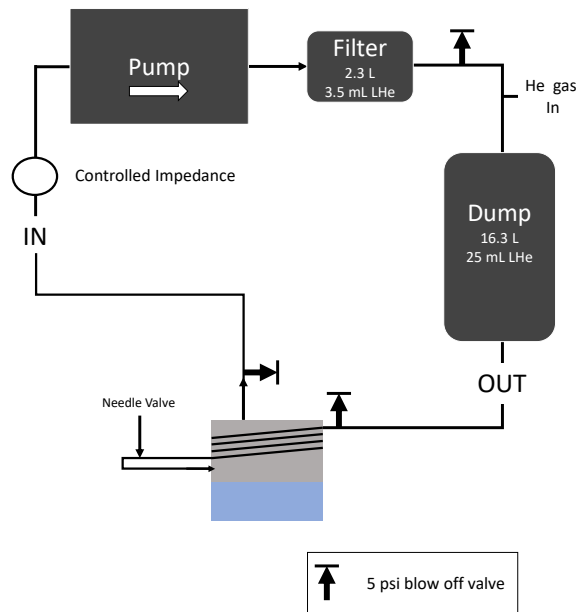 Pump
Filter
2.3 L
3.5 mL LHe
He gas
In
Controlled Impedance
IN
Dump
16.3 L
25 mL LHe
OUT
Needle Valve
5 psi blow off valve